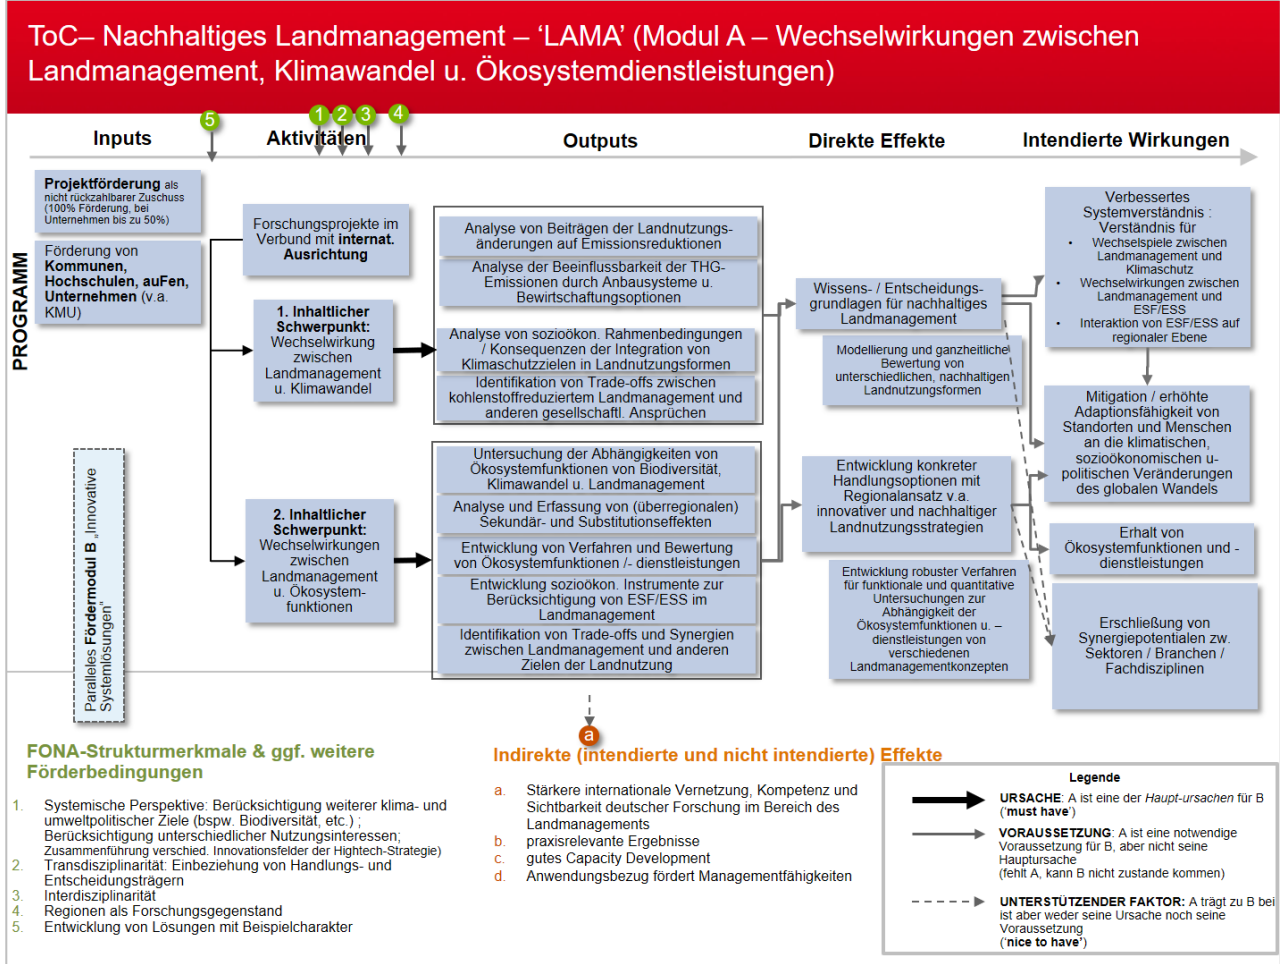 ToC– Nachhaltiges Landmanagement – ‘LAMA’ (Modul A – Wechselwirkungen zwischen
Landmanagement, Klimawandel u. Ökosystemdienstleistungen)
5
1
2
3
4
Inputs
Aktivitäten
Outputs
Direkte Effekte
Intendierte Wirkungen
PROGRAMM
Projektförderung als
nicht rückzahlbarer Zuschuss
(100% Förderung, bei
Unternehmen bis zu 50%)
Förderung von
Kommunen,
Hochschulen, auFen,
Unternehmen (v.a.
KMU)
Paralleles Fördermodul B „Innovative
Systemlösungen“
Forschungsprojekte im
Verbund mit internat.
Ausrichtung
1. Inhaltlicher
Schwerpunkt:
Wechselwirkung
zwischen
Landmanagement
u. Klimawandel
2. Inhaltlicher
Schwerpunkt:
Wechselwirkungen
zwischen
Landmanagement
u. Ökosystem-
funktionen)
Analyse von Beiträgen der Landnutzungs-
änderungen auf Emissionsreduktionen
Analyse der Beeinflussbarkeit der THG-
Emissionen durch Anbausysteme u.
Bewirtschaftungsoptionen
Analyse von sozioökon. Rahmenbedingungen
/ Konsequenzen der Integration von
Klimaschutzzielen in Landnutzungsformen
Identifikation von Trade-offs zwischen
kohlenstoffreduziertem Landmanagement und
anderen gesellschaftl. Ansprüchen
Untersuchung der Abhängigkeiten von
Ökosystemfunktionen von Biodiversität,
Klimawandel u. Landmanagement
Analyse und Erfassung von (überregionalen)
Sekundär- und Substitutionseffekten
Entwicklung von Verfahren und Bewertung
von Ökosystemfunktionen /- dienstleistungen
Entwicklung sozioökon. Instrumente zur
Berücksichtigung von ESF/ESS im
Landmanagement
Identifikation von Trade-offs und Synergien
zwischen Landmanagement und anderen
Zielen der Landnutzung
Wissens- / Entscheidungs-
grundlagen für nachhaltiges
Landmanagement
Modellierung und ganzheitliche
Bewertung von
unterschiedlichen, nachhaltigen
Landnutzungsformen
Entwicklung konkreter
Handlungsoptionen mit
Regionalansatz v.a.
innovativer und nachhaltiger
Landnutzungsstrategien
Entwicklung robuster Verfahren
für funktionale und quantitative
Untersuchungen zur
Abhängigkeit der
Ökosystemfunktionen u. –
dienstleistungen von
verschiedenen
Landmanagementkonzepten
Verbessertes
Systemverständnis :
Verständnis für
• Wechselspiele zwischen
Landmanagement und
Klimaschutz
• Wechselwirkungen zwischen
Landmanagement und
ESF/ESS
• Interaktion von ESF/ESS auf
regionaler Ebene
Mitigation / erhöhte
Adaptionsfähigkeit von
Standorten und Menschen
an die klimatischen,
sozioökonomischen u-
politischen Veränderungen
des globalen Wandels
Erhalt von
Ökosystemfunktionen und -
dienstleistungen
Erschließung von
Synergiepotentialen zw.
Sektoren / Branchen /
Fachdisziplinen
a
FONA-Strukturmerkmale & ggf. weitere
Förderbedingungen
1. Systemische Perspektive: Berücksichtigung weiterer klima- und
umweltpolitischer Ziele (bspw. Biodiversität, etc.) ;
Berücksichtigung unterschiedlicher Nutzungsinteressen;
Zusammenführung verschied. Innovationsfelder der Hightech-Strategie)
2. Transdisziplinarität: Einbeziehung von Handlungs- und
Entscheidungsträgern
3. Interdisziplinarität
4. Regionen als Forschungsgegenstand
5. Entwicklung von Lösungen mit Beispielcharakter
Indirekte (intendierte und nicht intendierte) Effekte
a. Stärkere internationale Vernetzung, Kompetenz und
Sichtbarkeit deutscher Forschung im Bereich des
Landmanagements
b. praxisrelevante Ergebnisse
c. gutes Capacity Development
d. Anwendungsbezug fördert Managementfähigkeiten
Legende
URSACHE: A ist eine der Haupt-ursachen für B
(‘must have’)
VORAUSSETZUNG: A ist eine notwendige
Voraussetzung für B, aber nicht seine
Hauptursache
(fehlt A, kann B nicht zustande kommen)
UNTERSTÜTZENDER FAKTOR: A trägt zu B bei
ist aber weder seine Ursache noch seine
Voraussetzung
(‘nice to have’)